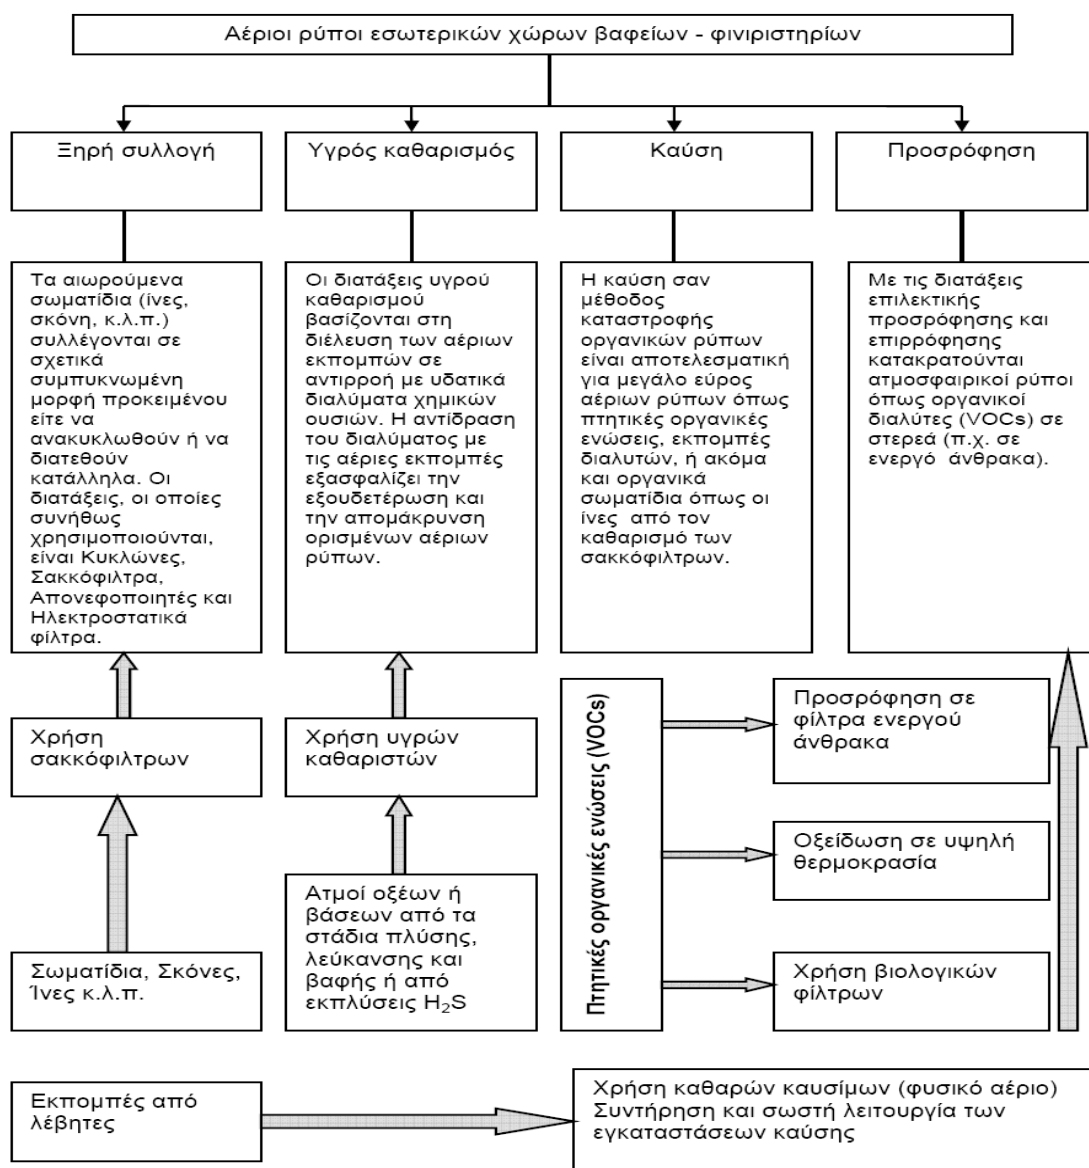 Αέριοι ρύποι εσωτερικών χώρων βαφείων - φινιριστηρίων
Ξηρή συλλογή
Υγρός καθαρισμός
Καύση
Προσρόφηση
Τα αιωρούμενα
σωματίδια (ίνες,
σκόνη, κ.λ.π.)
συλλέγονται σε
σχετικά
συμπυκνωμένη
μορφή προκειμένου
είτε να
ανακυκλωθούν ή να
διατεθούν
κατάλληλα. Οι
διατάξεις, οι οποίες
συνήθως
χρησιμοποιούνται,
είναι Κυκλώνες,
Σακκόφιλτρα,
Απονεφοποιητές και
Ηλεκτροστατικά
φίλτρα.
Οι διατάξεις υγρού
καθαρισμού
βασίζονται στη
διέλευση των αέριων
εκπομπών σε
αντιρροή με υδατικά
διαλύματα χημικών
ουσιών. Η αντίδραση
του διαλύματος με
τις αέριες εκπομπές
εξασφαλίζει την
εξουδετέρωση και
την απομάκρυνση
ορισμένων αέριων
ρύπων.
Η καύση σαν
μέθοδος
καταστροφής
οργανικών ρύπων
είναι αποτελεσματική
για μεγάλο εύρος
αέριων ρύπων όπως
πτητικές οργανικές
ενώσεις, εκπομπές
διαλυτών, ή ακόμα
και οργανικά
σωματίδια όπως οι
ίνες από τον
καθαρισμό των
σακκόφιλτρων.
Με τις διατάξεις
επιλεκτικής
προσρόφησης και
επιρρόφησης
κατακρατούνται
ατμοσφαιρικοί ρύποι
όπως οργανικοί
διαλύτες (VOCs) σε
στερεά (π.χ. σε
ενεργό άνθρακα).
Χρήση
σακκόφιλτρων
Χρήση υγρών
καθαριστών
Πτητικές οργανικές ενώσεις (VOCs)
Προσρόφηση σε
φίλτρα ενεργού
άνθρακα
Οξείδωση σε υψηλή
θερμοκρασία
Χρήση βιολογικών
φίλτρων
Σωματίδια, Σκόνες,
Ίνες κ.λ.π.
Ατμοί οξέων ή
βάσεων από τα
στάδια πλύσης,
λεύκανσης και
βαφής ή από
εκπλύσεις H₂S
Εκπομπές από
λέβητες
Χρήση καθαρών καυσίμων (φυσικό αέριο)
Συντήρηση και σωστή λειτουργία των
εγκαταστάσεων καύσης